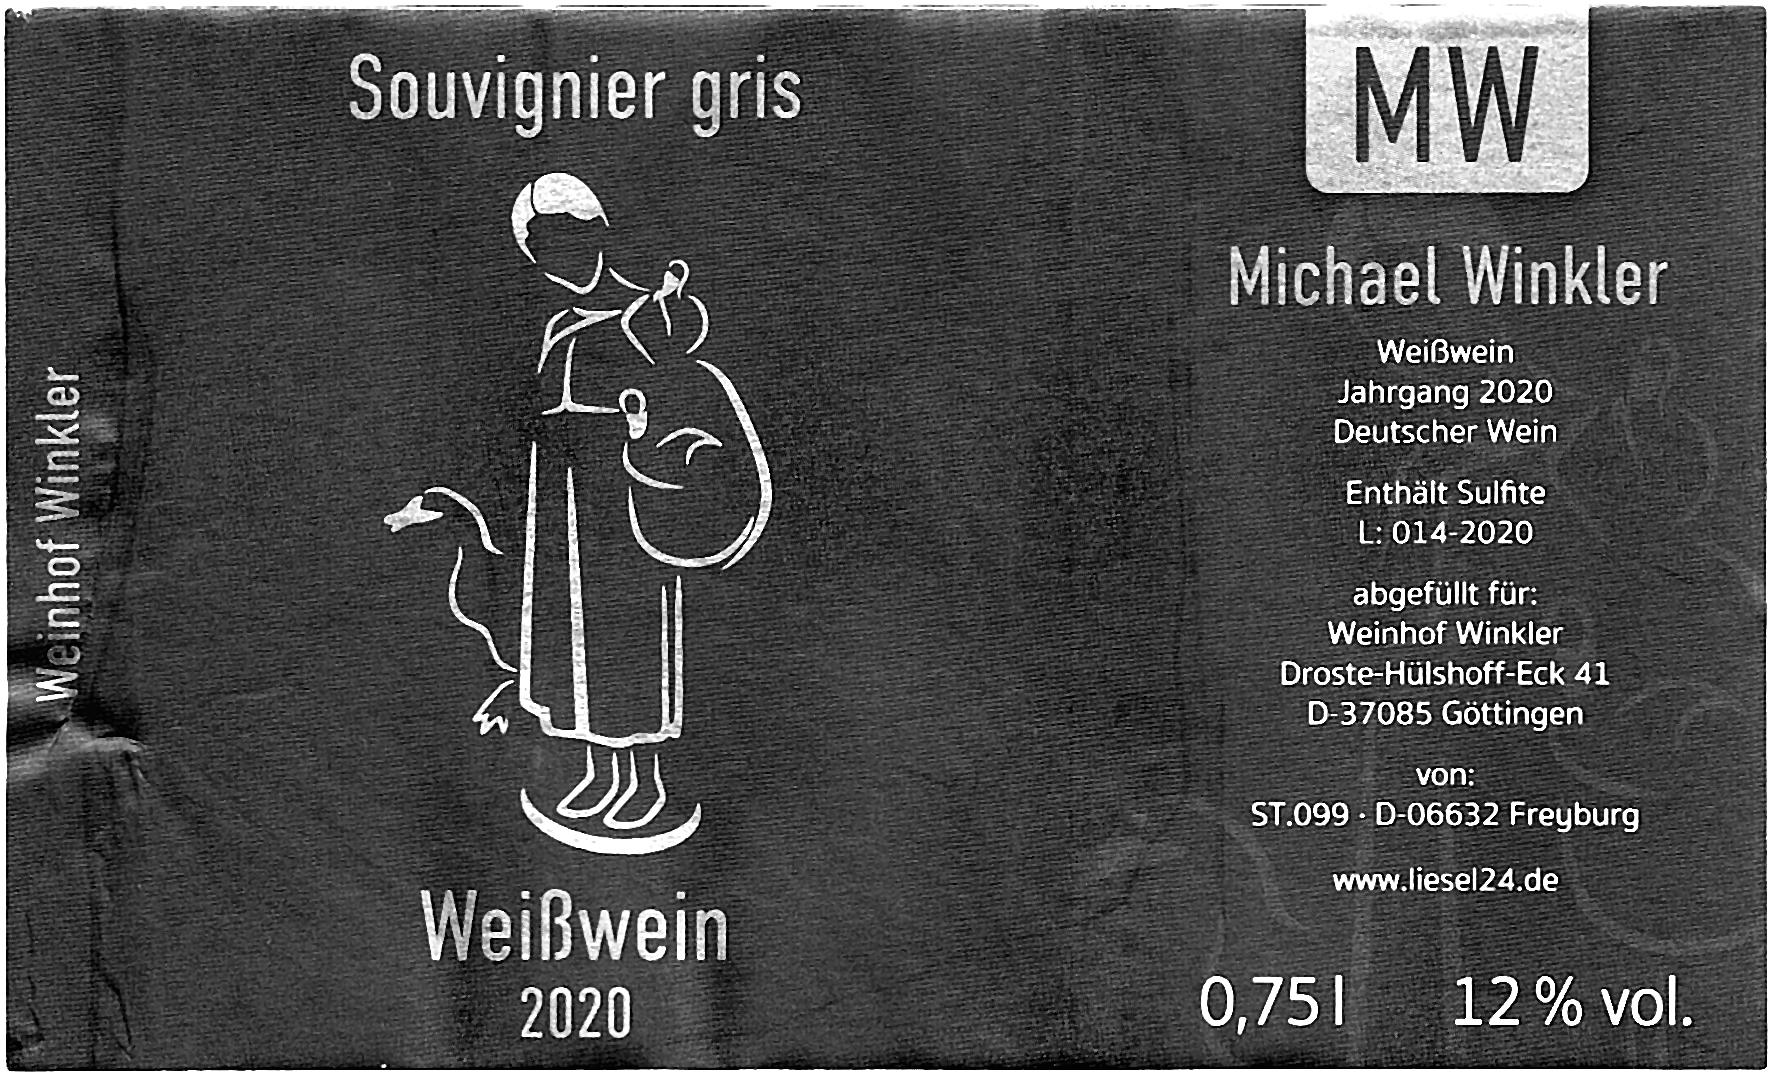 Weinhof Winkler
Souvignier gris
Weißwein
2020
MW
Michael Winkler
Weißwein
Jahrgang 2020
Deutscher Wein
Enthält Sulfite
L: 014-2020
abgefüllt für:
Weinhof Winkler
Droste-Hülshoff-Eck 41
D-37085 Göttingen
von:
ST.099 · D-06632 Freyburg
www.liesel24.de
0,75 l 12 % vol.